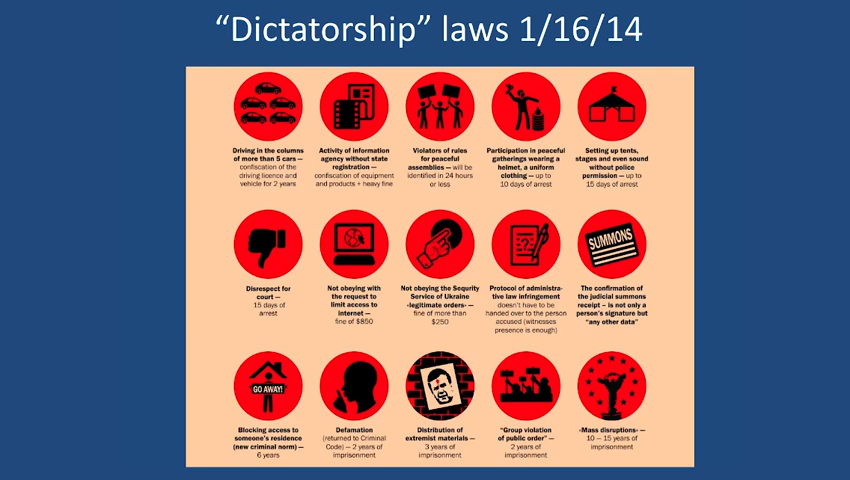 “Dictatorship” laws 1/16/14
Driving in the columns
of more than 5 cars —
confiscation of the
driving licence and
vehicle for 2 years
Activity of information
agency without state
registration —
confiscation of equipment
and products + heavy fine
Violators of rules
for peaceful
assemblies — will be
identified in 24 hours
or less
Participation in peaceful
gatherings wearing a
helmet, a uniform
clothing — up to
10 days of arrest
Setting up tents,
stages and even sound
without police
permission — up to
15 days of arrest
SUMMONS
Disrespect for
court —
15 days of
arrest
Not obeying with
the request to
limit access to
internet —
fine of $850
Not obeying the Sequrity
Service of Ukraine
«legitimate orders» —
fine of more than
$250
Protocol of administra-
tive law infringement
doesn't have to be
handed over to the person
accused (witnesses
presence is enough)
The confirmation of
the judicial summons
receipt – is not only a
person's signature but
“any other data”
GO AWAY!
Blocking access to
someone's residence
(new criminal norm) —
6 years
Defamation
(returned to Criminal
Code) — 2 years of
imprisonment
Distribution of
extremist materials —
3 years of
imprisonment
“Group violation
of public order” —
2 years of
imprisonment
«Mass disruptions» —
10 – 15 years of
imprisonment